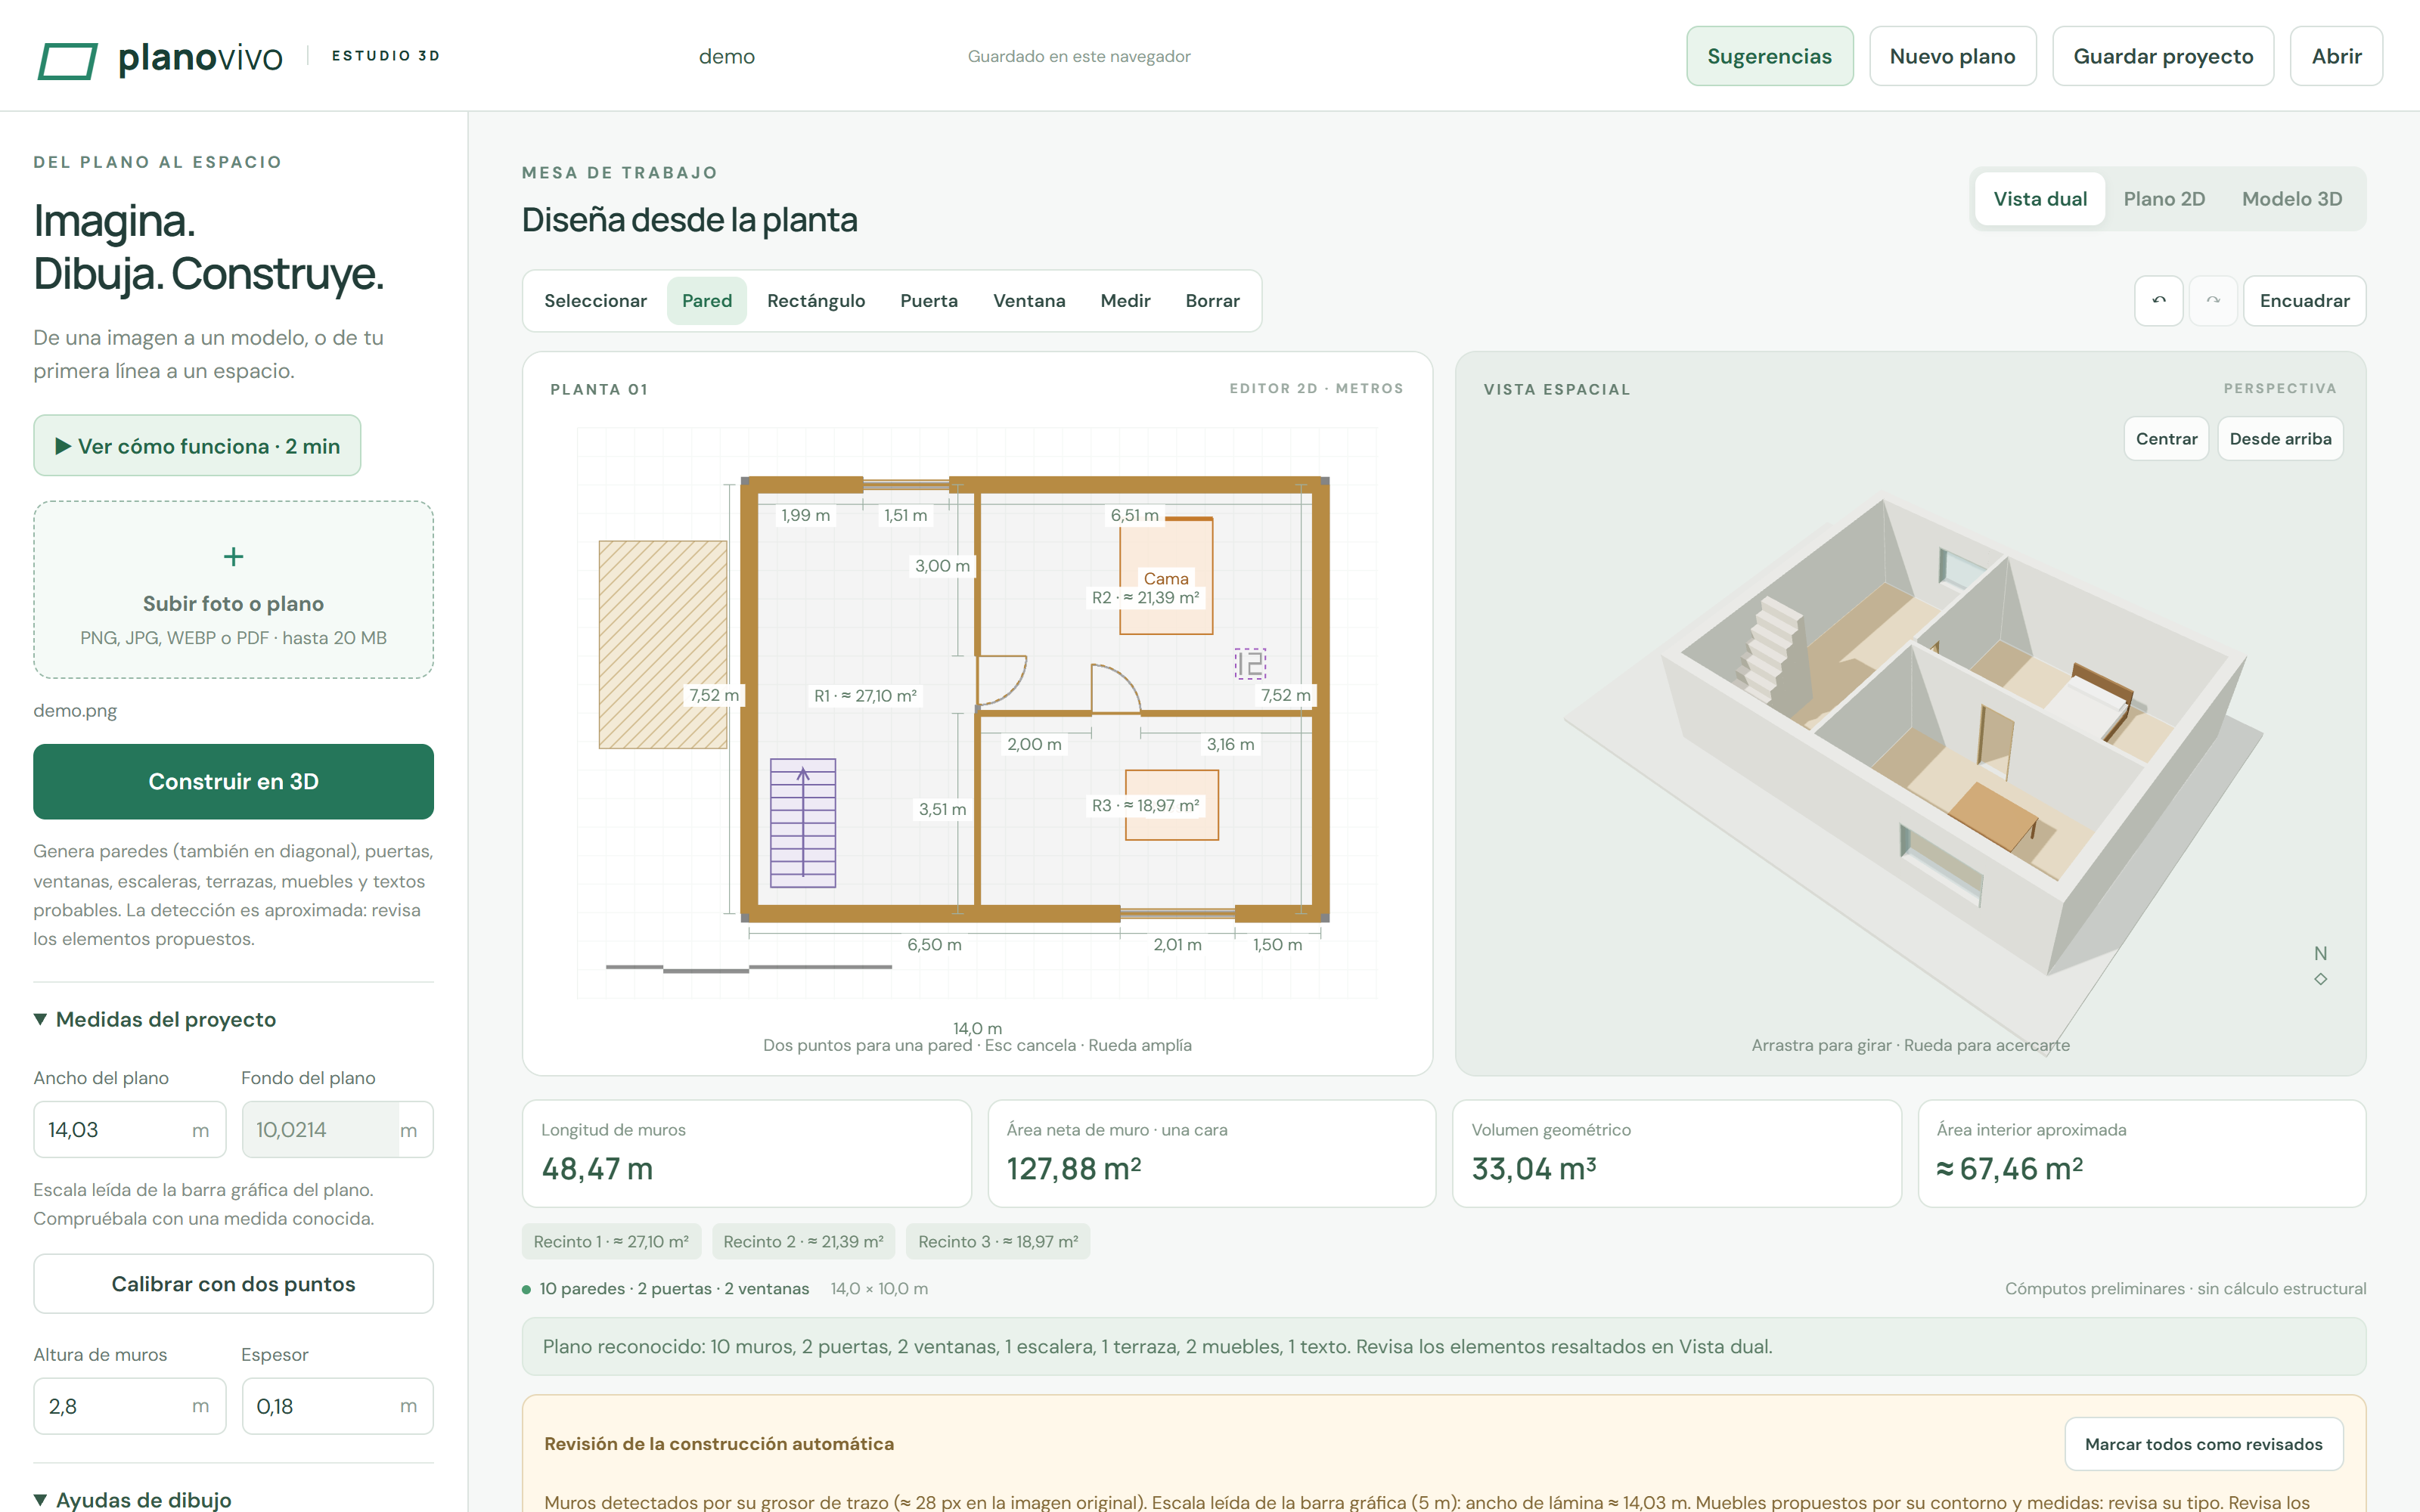 planovivo
ESTUDIO 3D
demo
Guardado en este navegador
Sugerencias
Nuevo plano
Guardar proyecto
Abrir
DEL PLANO AL ESPACIO
Imagina.
Dibuja. Construye.
De una imagen a un modelo, o de tu
primera línea a un espacio.
▶ Ver cómo funciona · 2 min
+
Subir foto o plano
PNG, JPG, WEBP o PDF · hasta 20 MB
demo.png
Construir en 3D
Genera paredes (también en diagonal), puertas,
ventanas, escaleras, terrazas, muebles y textos
probables. La detección es aproximada: revisa
los elementos propuestos.
▼ Medidas del proyecto
Ancho del plano
Fondo del plano
14,03 m
10,0214 m
Escala leída de la barra gráfica del plano.
Compruébala con una medida conocida.
Calibrar con dos puntos
Altura de muros
Espesor
2,8 m
0,18 m
▼ Ayudas de dibujo
MESA DE TRABAJO
Diseña desde la planta
Vista dual
Plano 2D
Modelo 3D
Seleccionar
Pared
Rectángulo
Puerta
Ventana
Medir
Borrar
Encuadrar
PLANTA 01
EDITOR 2D · METROS
1,99 m
1,51 m
6,51 m
3,00 m
Cama
R2 · ≈ 21,39 m²
12
7,52 m
R1 · ≈ 27,10 m²
7,52 m
2,00 m
3,16 m
3,51 m
R3 · ≈ 18,97 m²
6,50 m
2,01 m
1,50 m
14,0 m
Dos puntos para una pared · Esc cancela · Rueda amplía
VISTA ESPACIAL
PERSPECTIVA
Centrar
Desde arriba
N
Arrastra para girar · Rueda para acercarte
Longitud de muros
48,47 m
Área neta de muro · una cara
127,88 m²
Volumen geométrico
33,04 m³
Área interior aproximada
≈ 67,46 m²
Recinto 1 · ≈ 27,10 m²
Recinto 2 · ≈ 21,39 m²
Recinto 3 · ≈ 18,97 m²
10 paredes · 2 puertas · 2 ventanas
14,0 × 10,0 m
Cómputos preliminares · sin cálculo estructural
Plano reconocido: 10 muros, 2 puertas, 2 ventanas, 1 escalera, 1 terraza, 2 muebles, 1 texto. Revisa los elementos resaltados en Vista dual.
Revisión de la construcción automática
Marcar todos como revisados
Muros detectados por su grosor de trazo (≈ 28 px en la imagen original). Escala leída de la barra gráfica (5 m): ancho de lámina ≈ 14,03 m. Muebles propuestos por su contorno y medidas: revisa su tipo. Revisa los